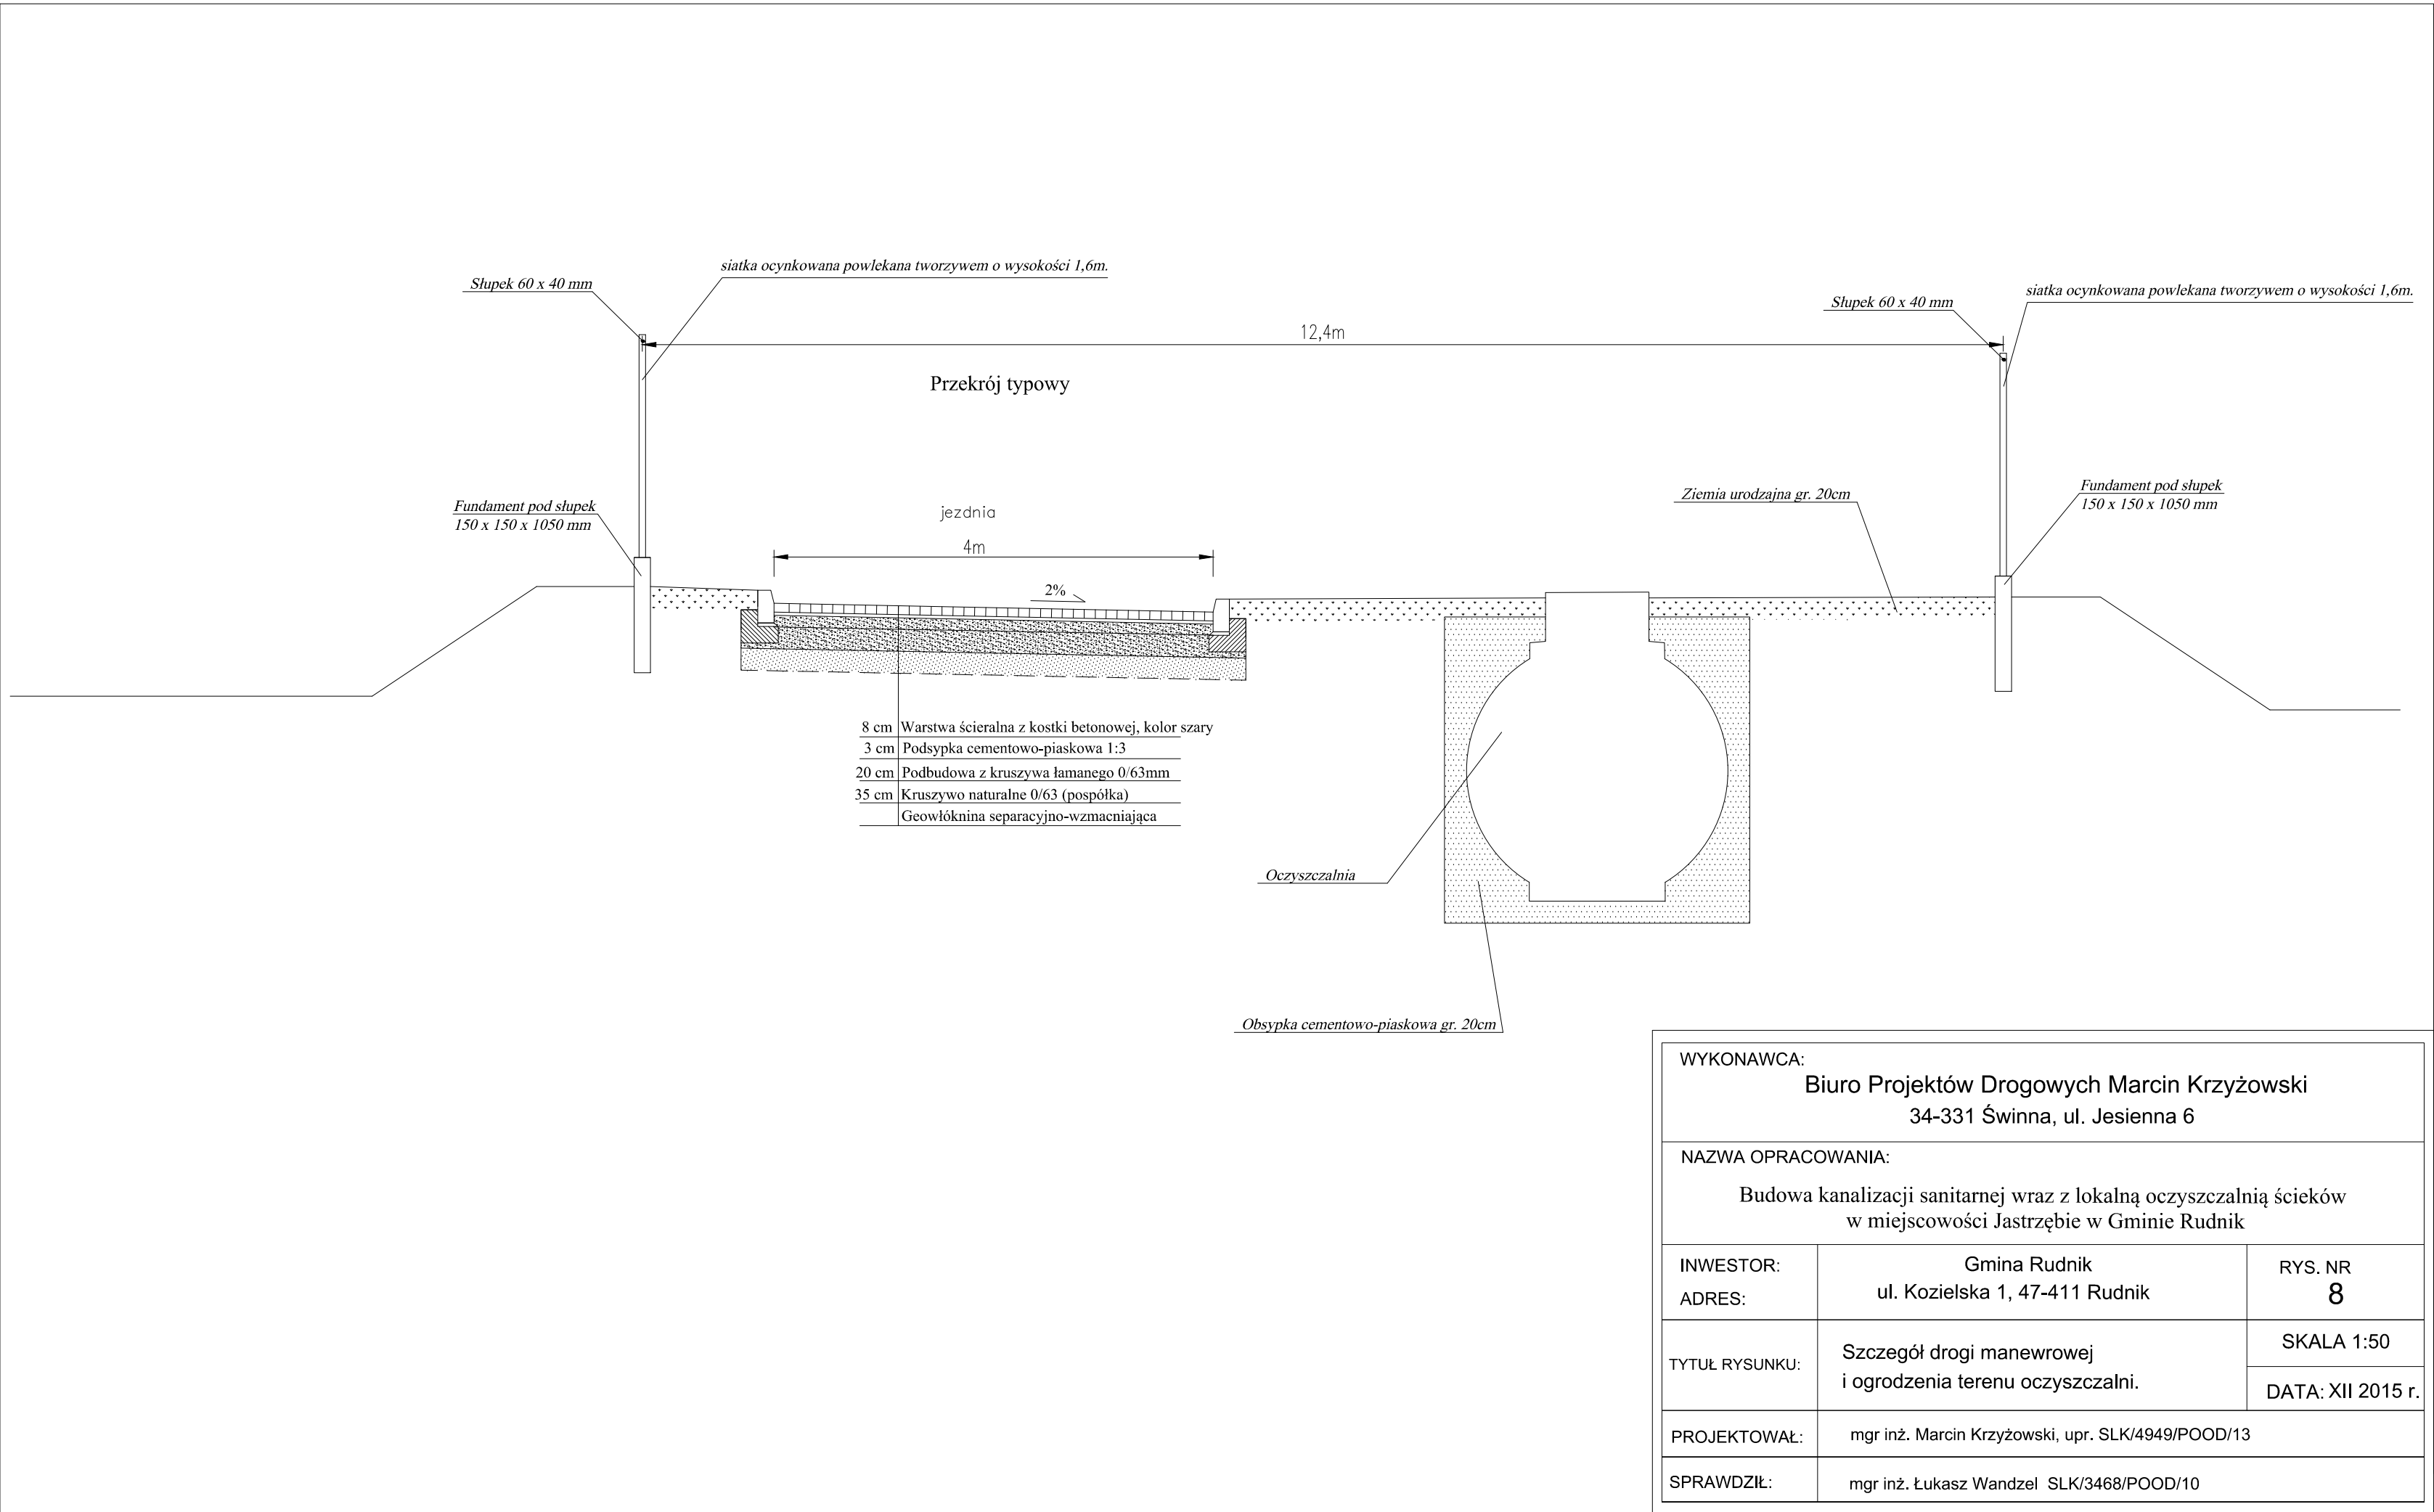 siatka ocynkowana powlekana tworzywem o wysokości 1,6m.
Słupek 60 x 40 mm
siatka ocynkowana powlekana tworzywem o wysokości 1,6m.
Słupek 60 x 40 mm
12,4m
Przekrój typowy
Fundament pod słupek
150 x 150 x 1050 mm
jezdnia
4m
2%
Ziemia urodzajna gr. 20cm
Fundament pod słupek
150 x 150 x 1050 mm
8 cm Warstwa ścieralna z kostki betonowej, kolor szary
3 cm Podsypka cementowo-piaskowa 1:3
20 cm Podbudowa z kruszywa łamanego 0/63mm
35 cm Kruszywo naturalne 0/63 (pospółka)
Geowłóknina separacyjno-wzmacniająca
Oczyszczalnia
Obsypka cementowo-piaskowa gr. 20cm
WYKONAWCA:
Biuro Projektów Drogowych Marcin Krzyżowski
34-331 Świnna, ul. Jesienna 6
NAZWA OPRACOWANIA:
Budowa kanalizacji sanitarnej wraz z lokalną oczyszczalnią ścieków
w miejscowości Jastrzębie w Gminie Rudnik
INWESTOR:
ADRES:
Gmina Rudnik
ul. Kozielska 1, 47-411 Rudnik
RYS. NR
8
TYTUŁ RYSUNKU:
Szczegół drogi manewrowej
i ogrodzenia terenu oczyszczalni.
SKALA 1:50
DATA: XII 2015 r.
PROJEKTOWAŁ: mgr inż. Marcin Krzyżowski, upr. SLK/4949/POOD/13
SPRAWDZIŁ: mgr inż. Łukasz Wandzel SLK/3468/POOD/10